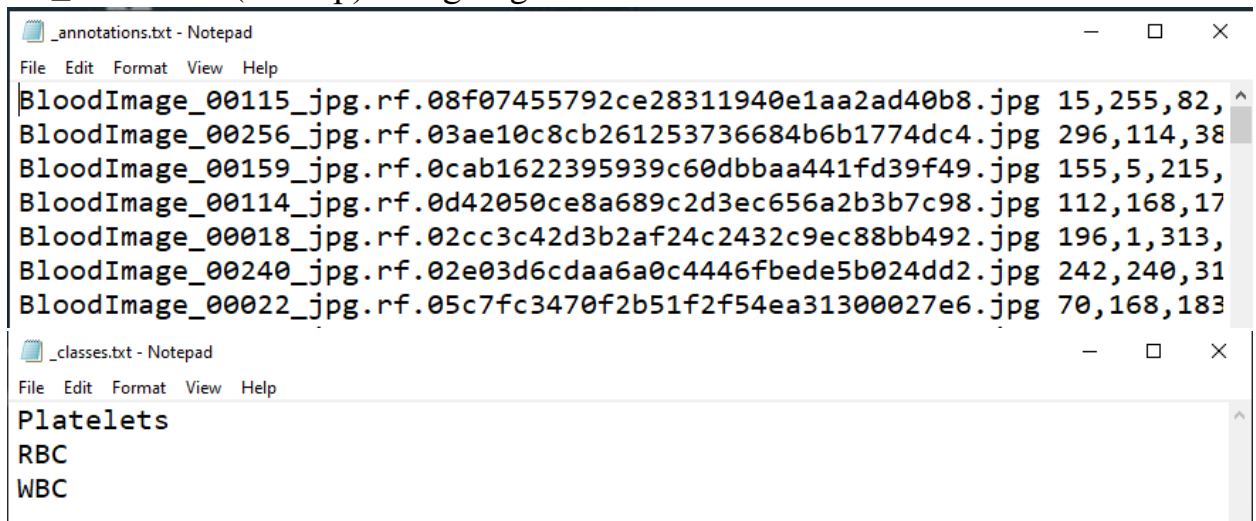 _annotations.txt - Notepad
File Edit Format View Help
BloodImage_00115_jpg.rf.08f07455792ce28311940e1aa2ad40b8.jpg 15,255,82,
BloodImage_00256_jpg.rf.03ae10c8cb261253736684b6b1774dc4.jpg 296,114,38
BloodImage_00159_jpg.rf.0cab1622395939c60dbbaa441fd39f49.jpg 155,5,215,
BloodImage_00114_jpg.rf.0d42050ce8a689c2d3ec656a2b3b7c98.jpg 112,168,17
BloodImage_00018_jpg.rf.02cc3c42d3b2af24c2432c9ec88bb492.jpg 196,1,313,
BloodImage_00240_jpg.rf.02e03d6cdaa6a0c4446fbede5b024dd2.jpg 242,240,31
BloodImage_00022_jpg.rf.05c7fc3470f2b51f2f54ea31300027e6.jpg 70,168,183
_classes.txt - Notepad
File Edit Format View Help
Platelets
RBC
WBC